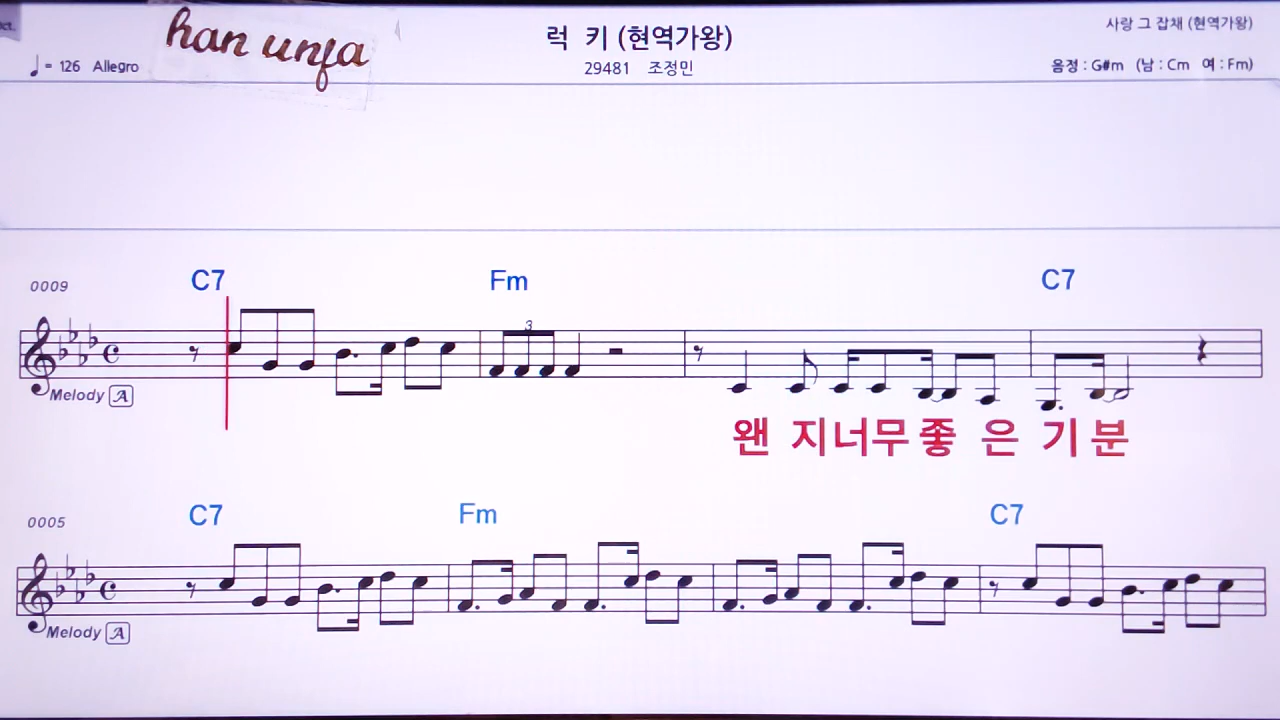 ct.
han unfa
럭 키 (현역가왕)
사랑 그 잡채 (현역가왕)
♩= 126 Allegro
29481 조정민
음정 : G#m (남 : Cm 여 : Fm)
C7 Fm C7
0009
3
Melody A
왠 지너무 좋 은 기 분
C7 Fm C7
0005
Melody A